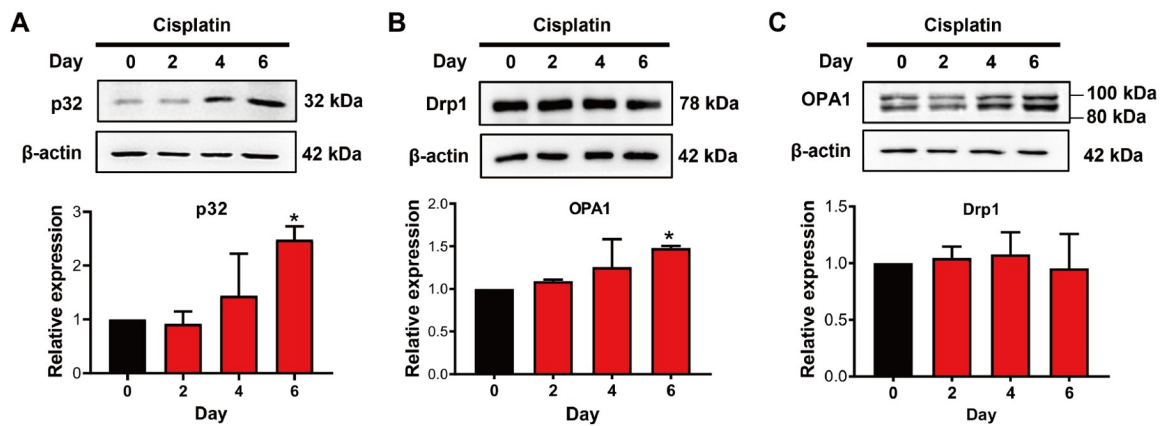 A
Cisplatin
Day 0 2 4 6
p32 32 kDa
β-actin 42 kDa
p32
Relative expression
3
2
1
0
*
0 2 4 6
Day
B
Cisplatin
Day 0 2 4 6
Drp1 78 kDa
β-actin 42 kDa
OPA1
Relative expression
2.0
1.5
1.0
0.5
0.0
*
0 2 4 6
Day
C
Cisplatin
Day 0 2 4 6
OPA1 100 kDa
80 kDa
β-actin 42 kDa
Drp1
Relative expression
1.5
1.0
0.5
0.0
0 2 4 6
Day